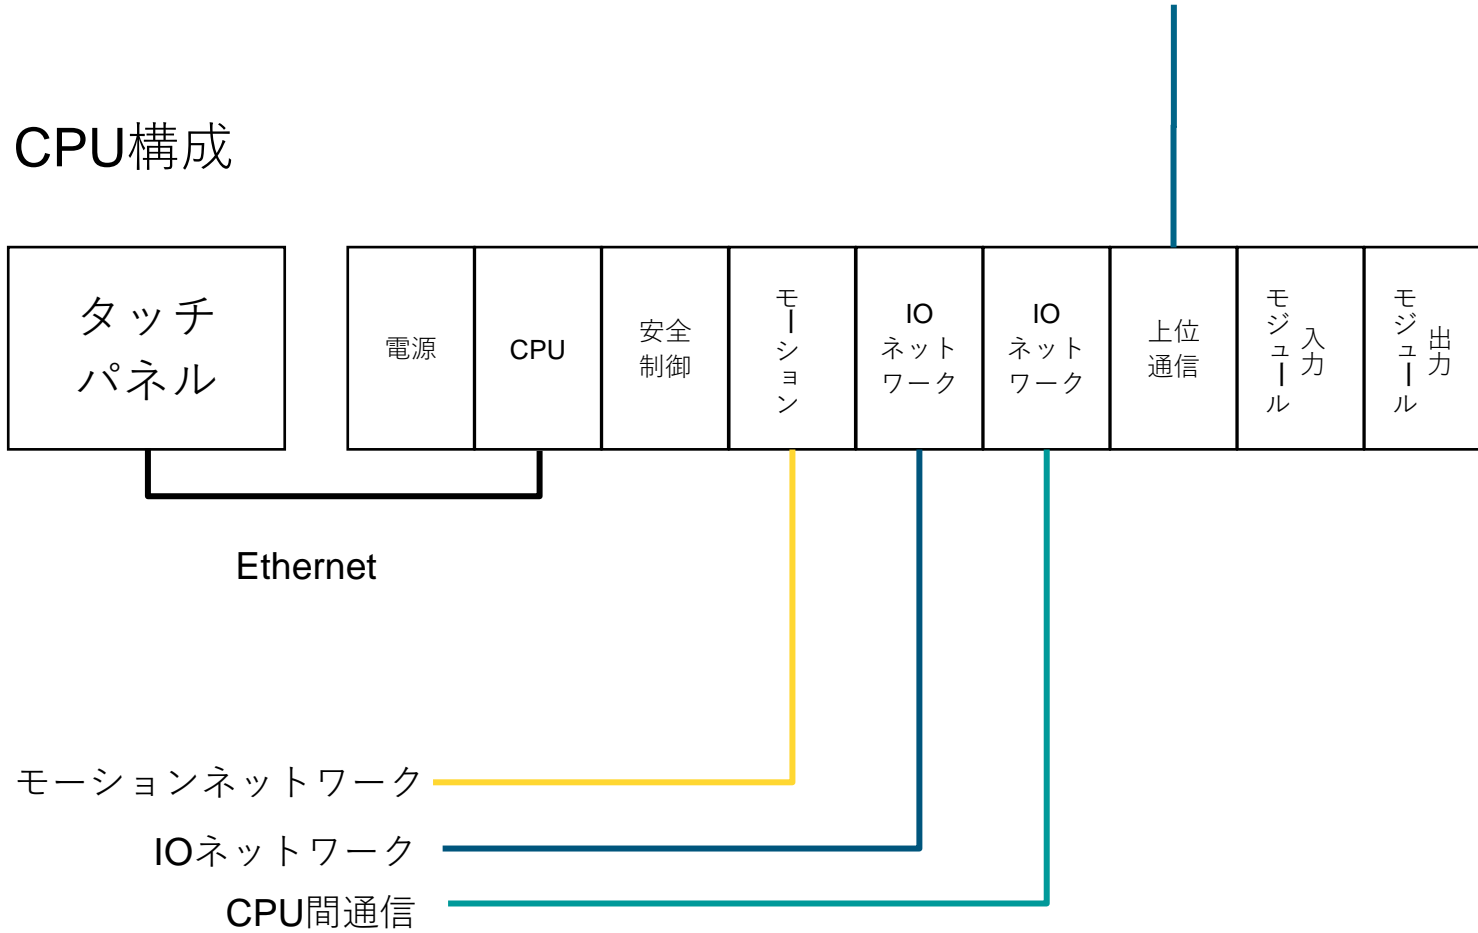 CPU構成
タッチ
パネル
電源
CPU
安全
制御
モーション
IO
ネット
ワーク
IO
ネット
ワーク
上位
通信
入力
モジュール
出力
モジュール
Ethernet
モーションネットワーク
IOネットワーク
CPU間通信